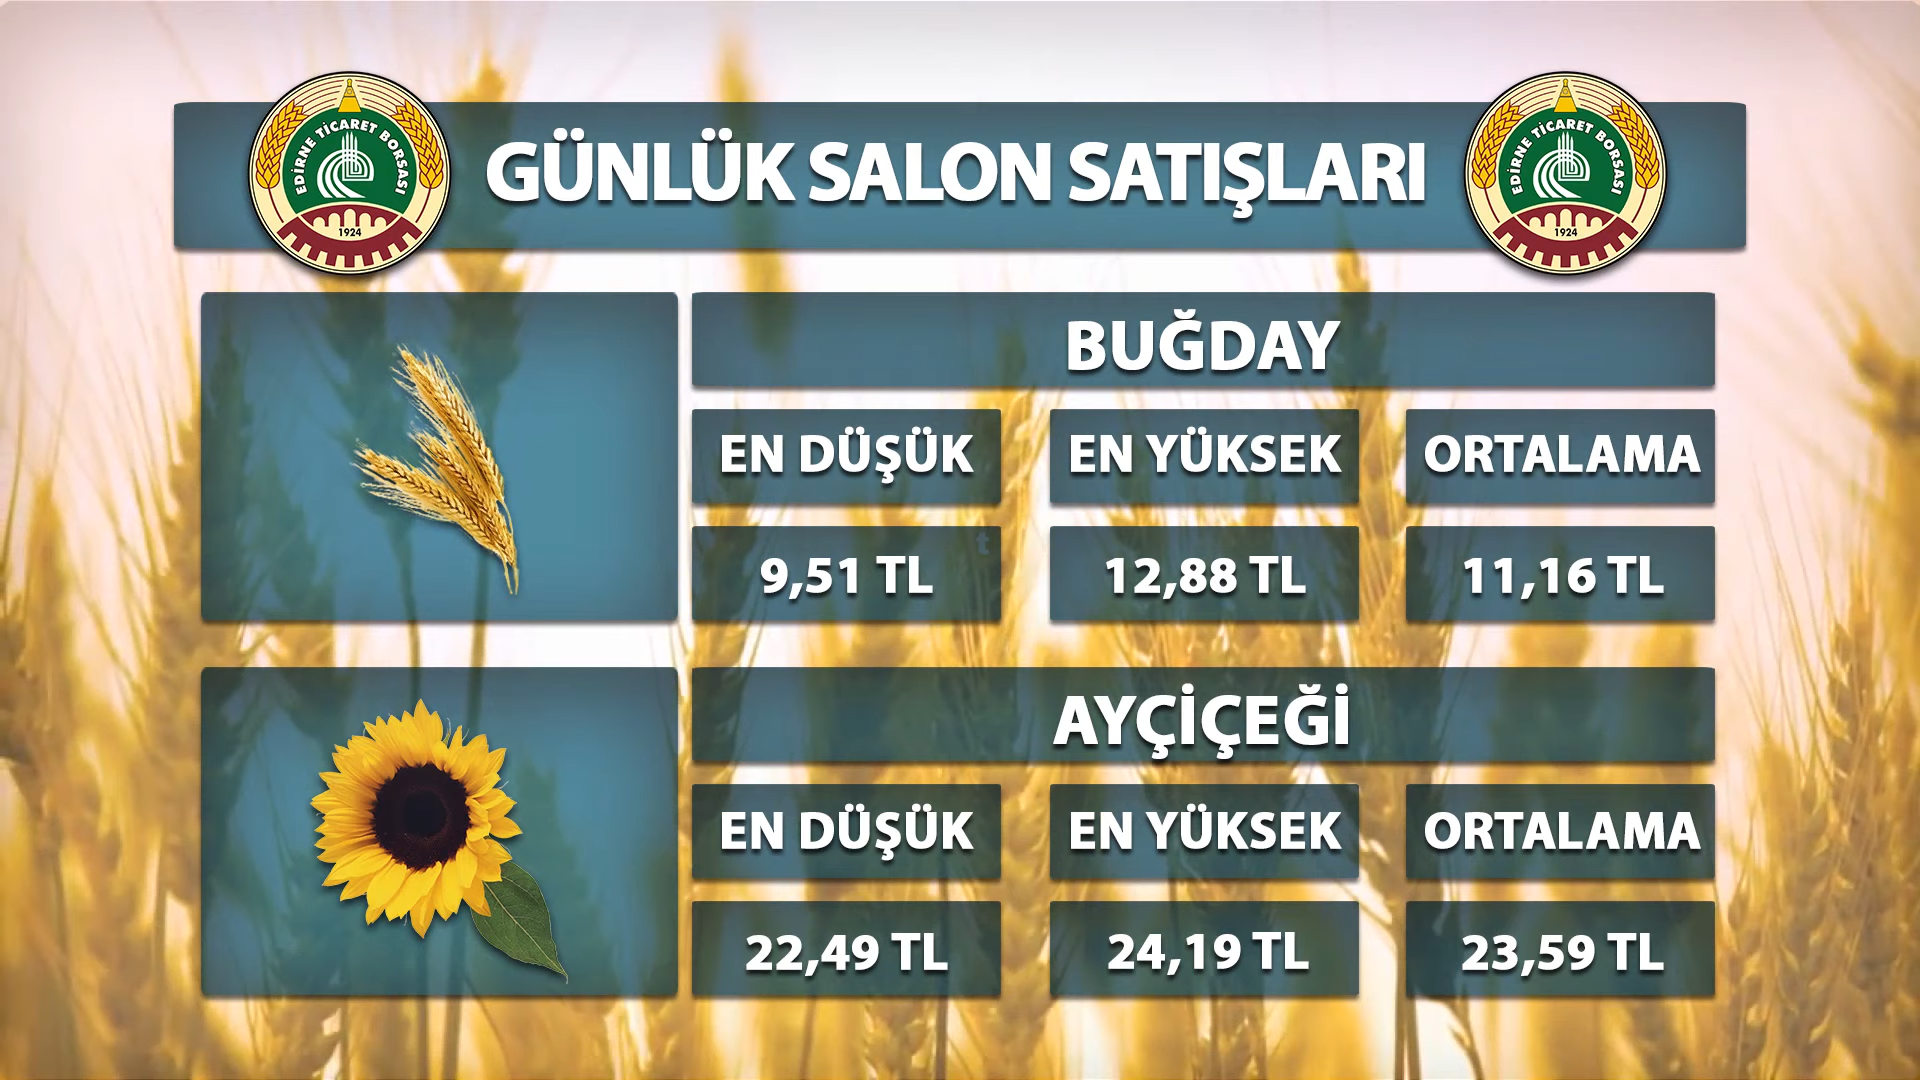 EDİRNE TİCARET BORSASI
1924
GÜNLÜK SALON SATIŞLARI
EDİRNE TİCARET BORSASI
1924
BUĞDAY
EN DÜŞÜK
EN YÜKSEK
ORTALAMA
9,51 TL
12,88 TL
11,16 TL
AYÇİÇEĞİ
EN DÜŞÜK
EN YÜKSEK
ORTALAMA
22,49 TL
24,19 TL
23,59 TL